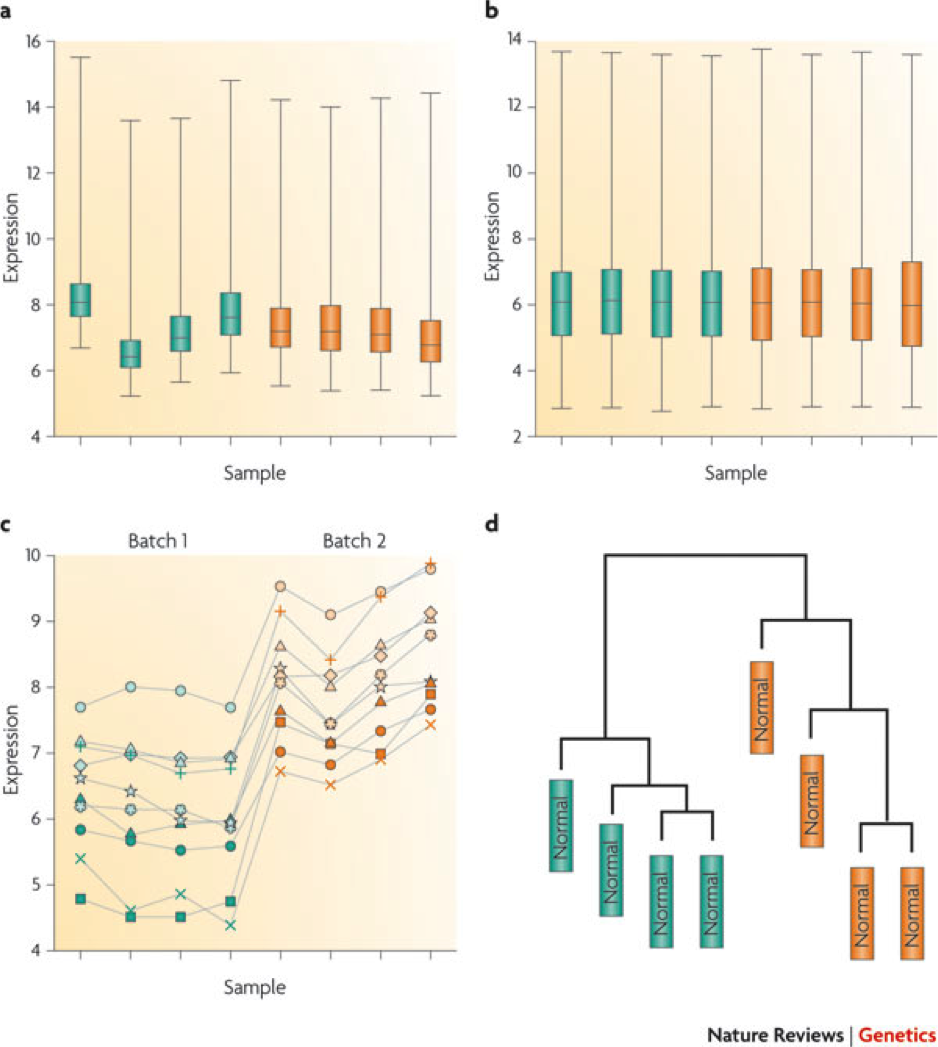 a
16
14
12
10
8
6
4
Expression
Sample
b
14
12
10
8
6
4
2
Expression
Sample
c
Batch 1
Batch 2
10
9
8
7
6
5
4
Expression
Sample
d
Normal
Normal
Normal
Normal
Normal
Normal
Normal
Normal
Nature Reviews | Genetics